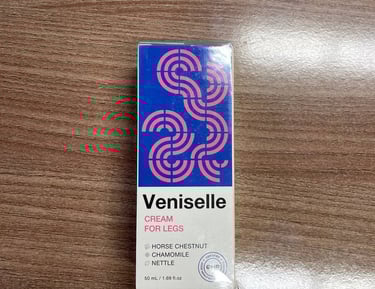 Veniselle
CREAM
FOR LEGS
HORSE CHESTNUT
CHAMOMILE
NETTLE
50 mL / 1.69 fl.oz